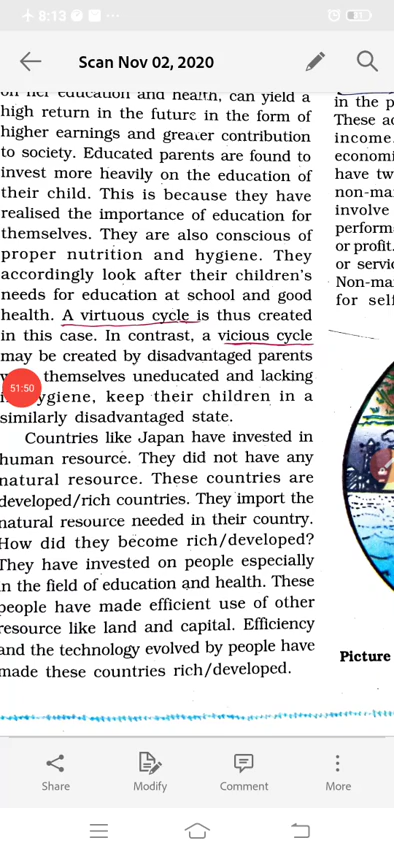 8:13
31
Scan Nov 02, 2020
on her education and health, can yield a
high return in the future in the form of
higher earnings and greater contribution
to society. Educated parents are found to
invest more heavily on the education of
their child. This is because they have
realised the importance of education for
themselves. They are also conscious of
proper nutrition and hygiene. They
accordingly look after their children's
needs for education at school and good
health. A virtuous cycle is thus created
in this case. In contrast, a vicious cycle
may be created by disadvantaged parents
themselves uneducated and lacking
ygiene, keep their children in a
similarly disadvantaged state.
51:50
Countries like Japan have invested in
human resource. They did not have any
natural resource. These countries are
developed/rich countries. They import the
natural resource needed in their country.
How did they become rich/developed?
They have invested on people especially
in the field of education and health. These
people have made efficient use of other
resource like land and capital. Efficiency
and the technology evolved by people have
made these countries rich/developed.
in the p
These ac
income.
economi
have tw
non-ma
involve
perform
or profit.
or servic
Non-ma
for self
Picture
Share
Modify
Comment
More